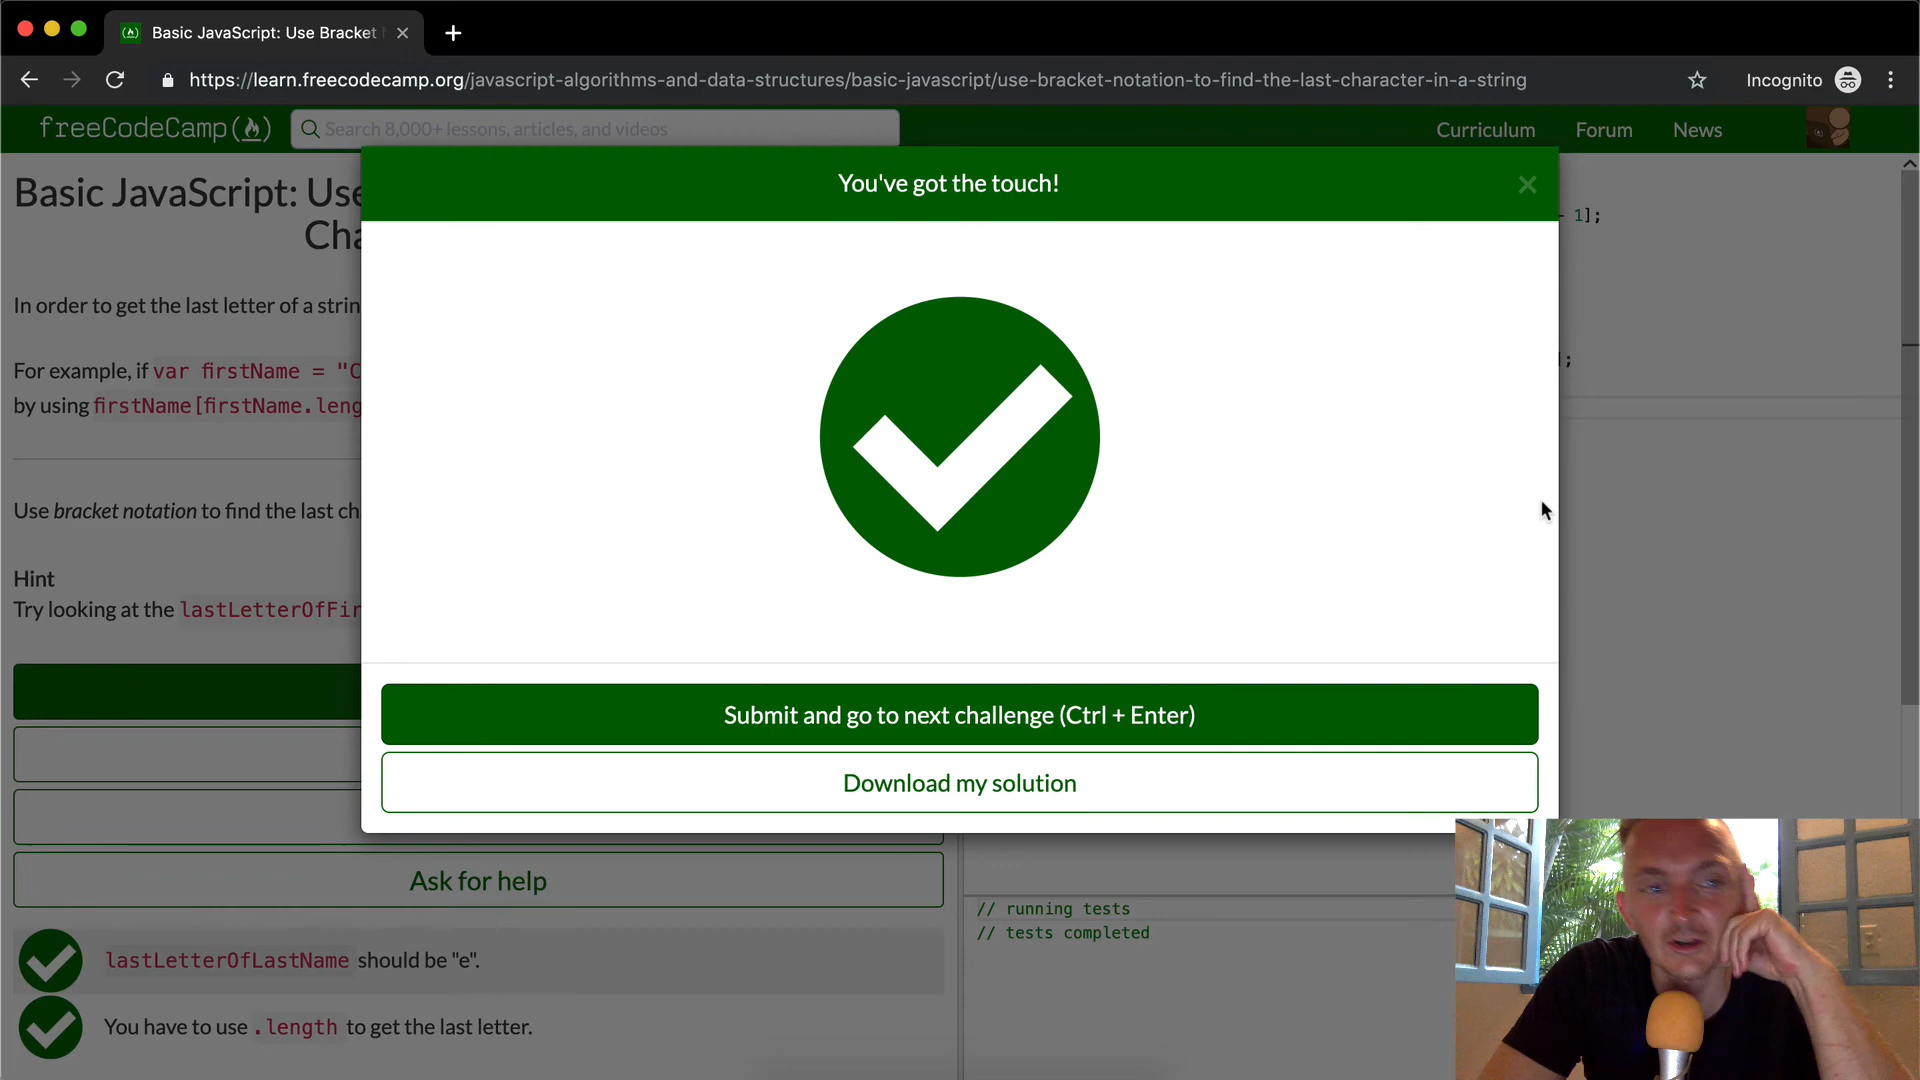 Basic JavaScript: Use Bracket
https://learn.freecodecamp.org/javascript-algorithms-and-data-structures/basic-javascript/use-bracket-notation-to-find-the-last-character-in-a-string
Incognito
freeCodeCamp(
)
Search 8,000+ lessons, articles, and videos
Curriculum
Forum
News
You've got the touch!
Basic JavaScript: Use
Cha
In order to get the last letter of a strin
For example, if var firstName = "C
by using firstName[firstName.leng
Use bracket notation to find the last ch
Hint
Try looking at the lastLetterOfFir
- 1];
];
Submit and go to next challenge (Ctrl + Enter)
Download my solution
Ask for help
lastLetterOfLastName should be "e".
You have to use .length to get the last letter.
// running tests
// tests completed